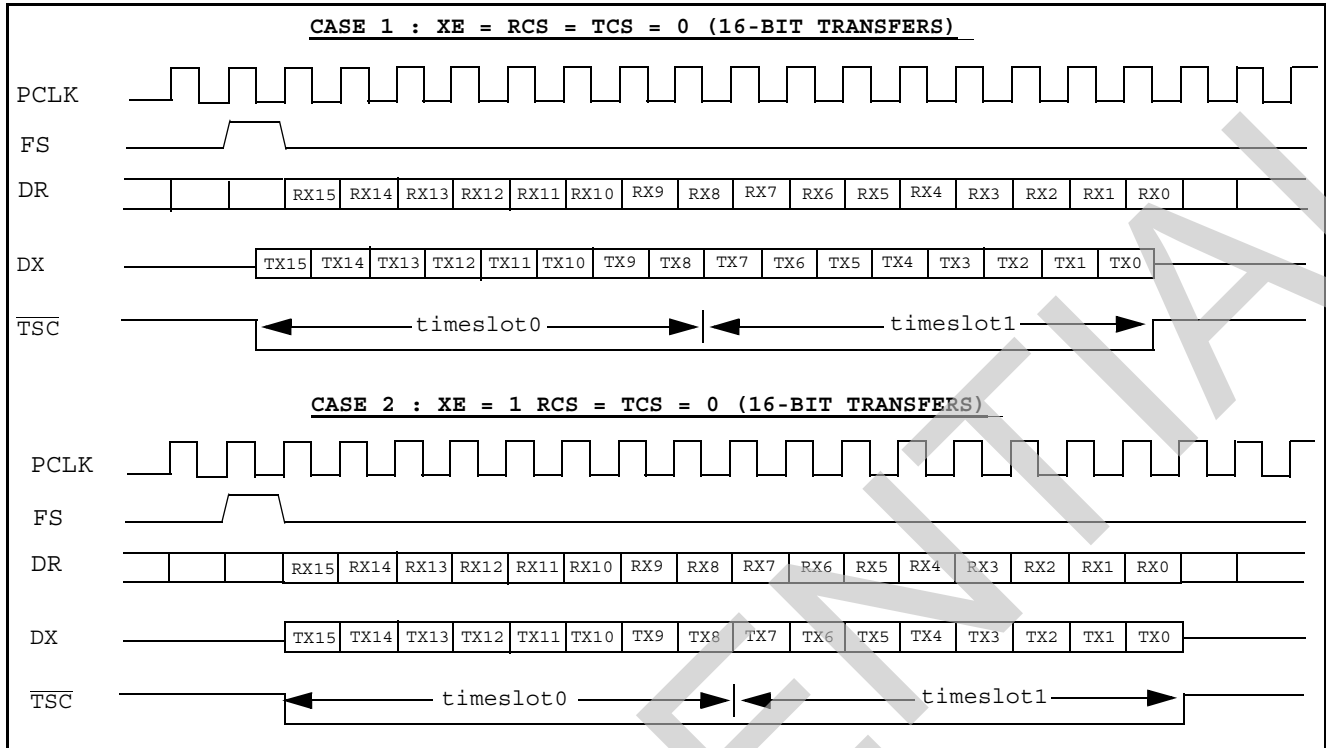 CASE 1 : XE = RCS = TCS = 0 (16-BIT TRANSFERS)
PCLK
FS
DR
RX15 RX14 RX13 RX12 RX11 RX10 RX9 RX8 RX7 RX6 RX5 RX4 RX3 RX2 RX1 RX0
DX
TX15 TX14 TX13 TX12 TX11 TX10 TX9 TX8 TX7 TX6 TX5 TX4 TX3 TX2 TX1 TX0
TSC
timeslot0 timeslot1
CASE 2 : XE = 1 RCS = TCS = 0 (16-BIT TRANSFERS)
PCLK
FS
DR
RX15 RX14 RX13 RX12 RX11 RX10 RX9 RX8 RX7 RX6 RX5 RX4 RX3 RX2 RX1 RX0
DX
TX15 TX14 TX13 TX12 TX11 TX10 TX9 TX8 TX7 TX6 TX5 TX4 TX3 TX2 TX1 TX0
TSC
timeslot0 timeslot1
ENTIAL